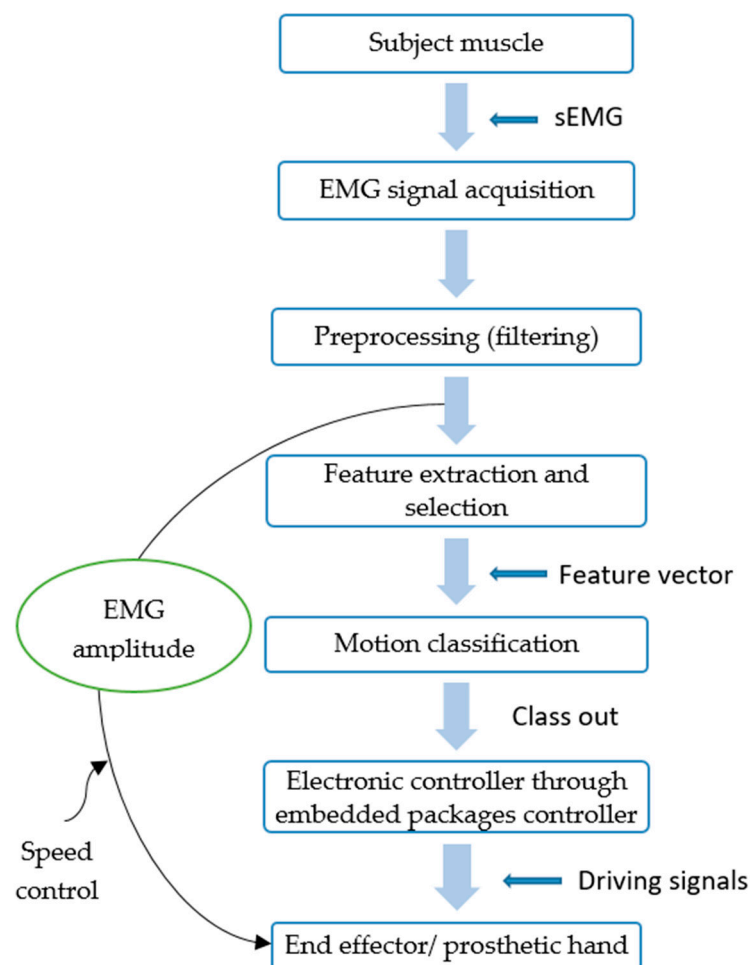 Subject muscle
sEMG
EMG signal acquisition
Preprocessing (filtering)
Feature extraction and
selection
Feature vector
EMG
amplitude
Motion classification
Class out
Electronic controller through
embedded packages controller
Speed
control
Driving signals
End effector/ prosthetic hand